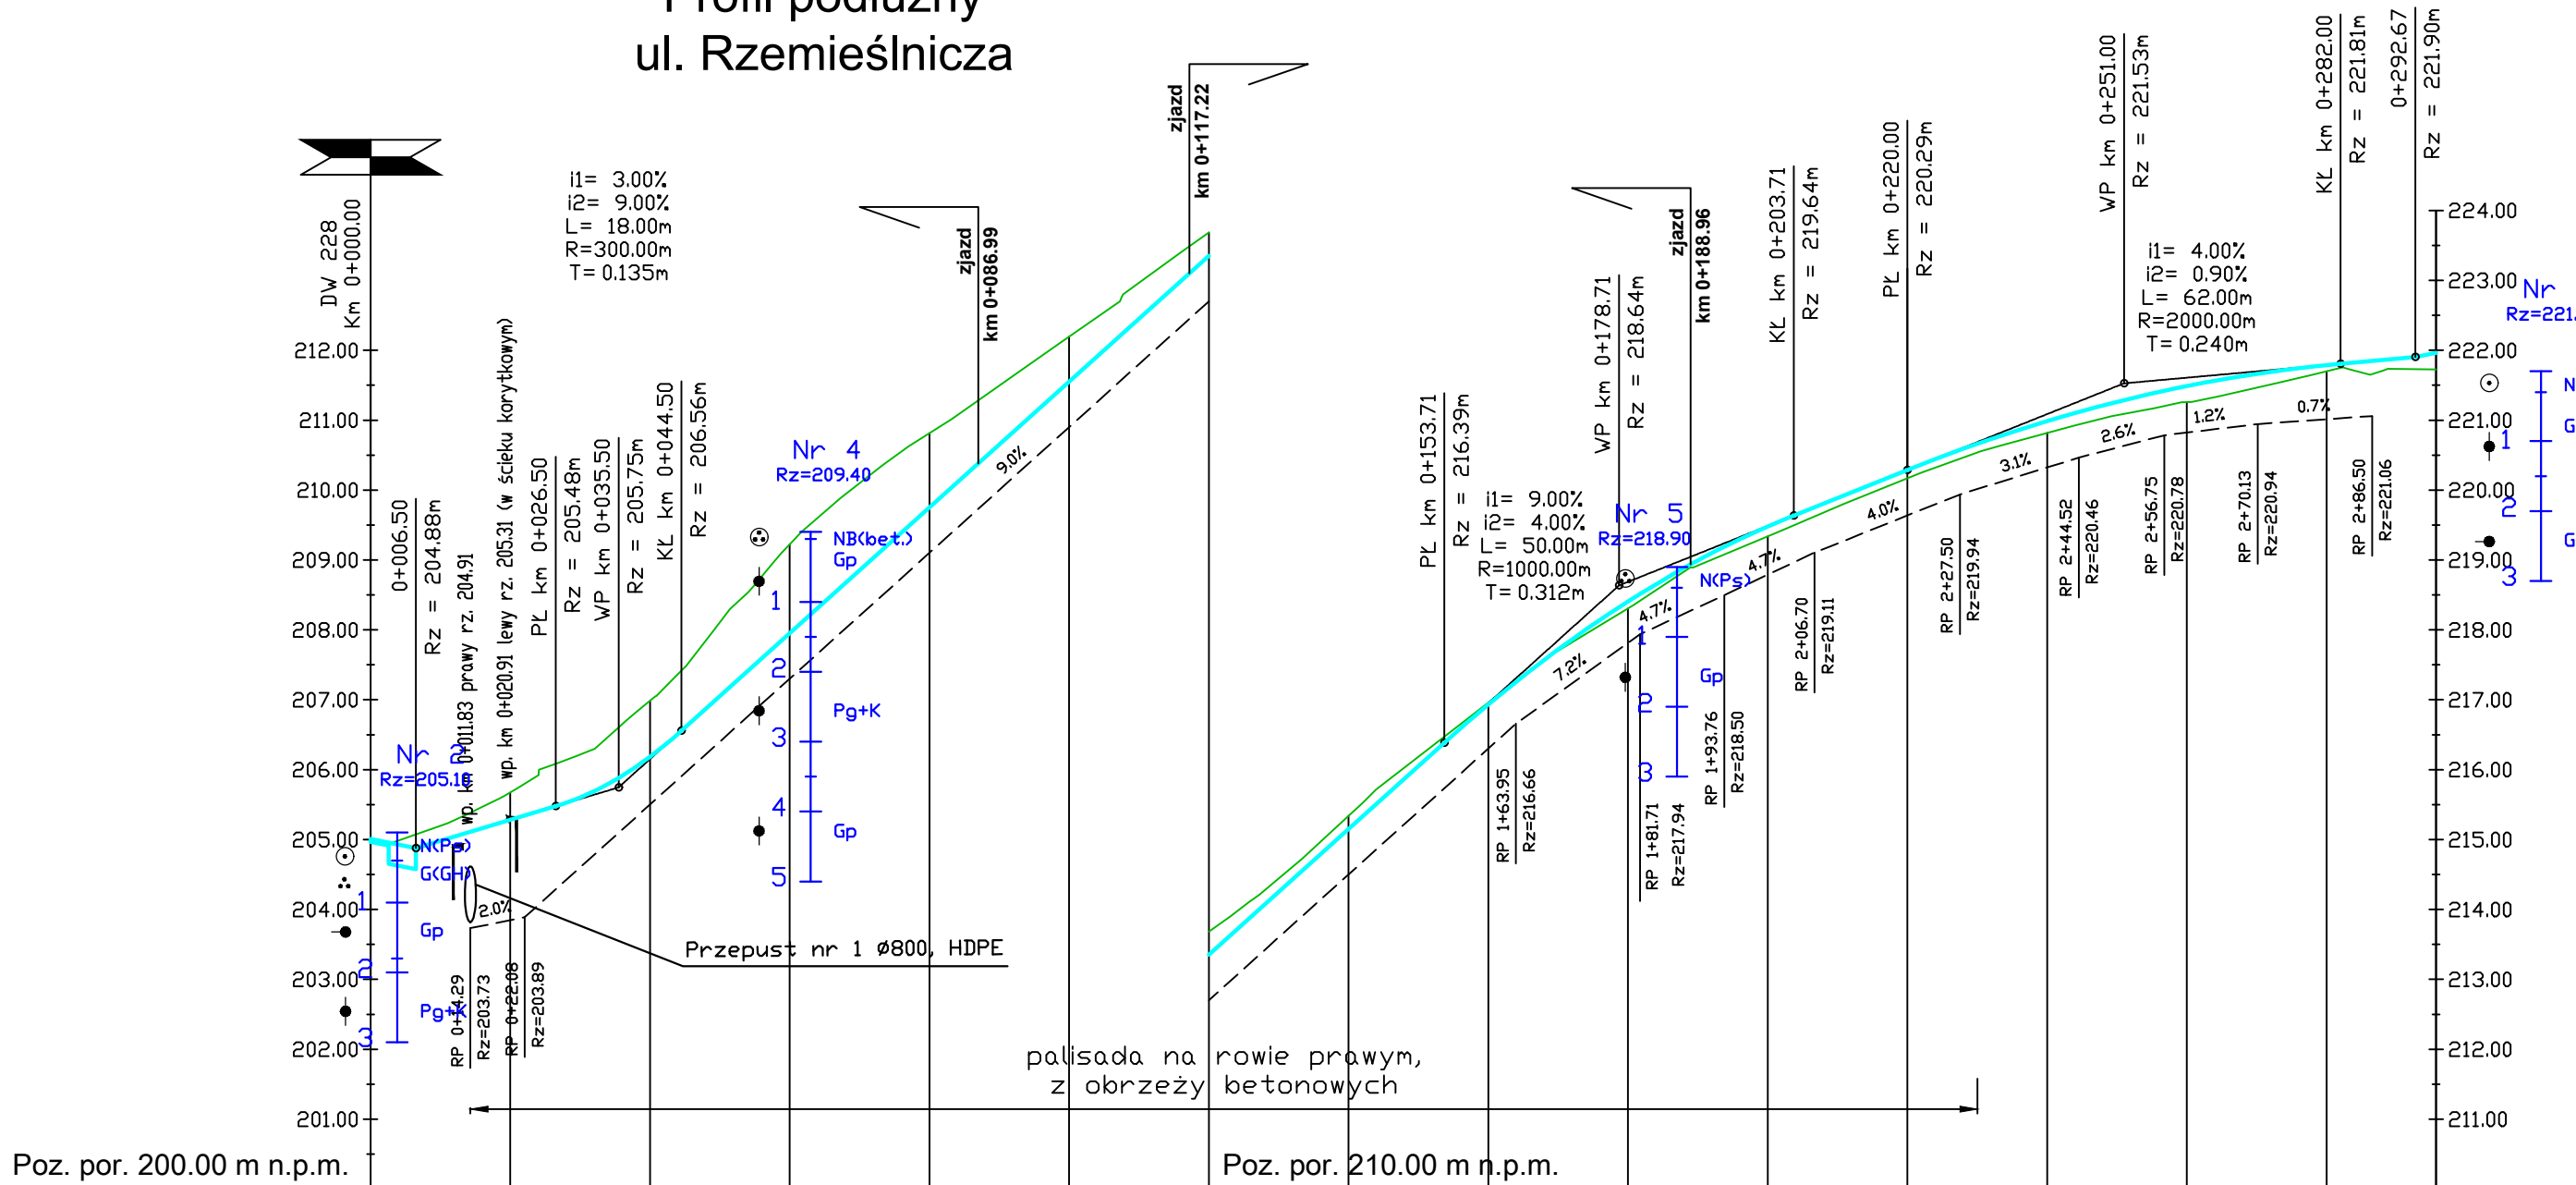 Profil podłużny
ul. Rzemieślnicza
DW 228
Km 0+000.00
i1= 3.00%
i2= 9.00%
L= 18.00m
R=300.00m
T= 0.135m
zjazd
km 0+086.99
zjazd
km 0+117.22
zjazd
km 0+188.96
0+006.50
Rz = 204.88m
wp. km 0+011.83 prawy rz. 204.91
wp. km 0+020.91 lewy rz. 205.31 (w ścieku korytkowym)
PŁ km 0+026.50
Rz = 205.48m
WP km 0+035.50
Rz = 205.75m
KŁ km 0+044.50
Rz = 206.56m
PŁ km 0+153.71
Rz = 216.39m
i1= 9.00%
i2= 4.00%
L= 50.00m
R=1000.00m
T= 0.312m
WP km 0+178.71
Rz = 218.64m
KŁ km 0+203.71
Rz = 219.64m
PŁ km 0+220.00
Rz = 220.29m
WP km 0+251.00
Rz = 221.53m
i1= 4.00%
i2= 0.90%
L= 62.00m
R=2000.00m
T= 0.240m
KŁ km 0+282.00
Rz = 221.81m
0+292.67
Rz = 221.90m
212.00
211.00
210.00
209.00
208.00
207.00
206.00
205.00
204.00
203.00
202.00
201.00
224.00
223.00
222.00
221.00
220.00
219.00
218.00
217.00
216.00
215.00
214.00
213.00
212.00
211.00
Nr 2
Rz=205.10
N(Ps)
G(GH)
1
Gp
2
Pg+K
3
Nr 4
Rz=209.40
NB(bet.)
Gp
1
2
Pg+K
3
4
Gp
5
Nr 5
Rz=218.90
N(Ps)
1
Gp
2
3
Nr
Rz=221.
N
G
1
2
G
3
2.0%
9.0%
7.2%
4.7%
4.7%
4.0%
3.1%
2.6%
1.2%
0.7%
RP 0+14.29
Rz=203.73
RP 0+22.08
Rz=203.89
RP 1+63.95
Rz=216.66
RP 1+81.71
Rz=217.94
RP 1+93.76
Rz=218.50
RP 2+06.70
Rz=219.11
RP 2+27.50
Rz=219.94
RP 2+44.52
Rz=220.46
RP 2+56.75
Rz=220.78
RP 2+70.13
Rz=220.94
RP 2+86.50
Rz=221.06
Przepust nr 1 Ø800, HDPE
palisada na rowie prawym,
z obrzeży betonowych
Poz. por. 200.00 m n.p.m.
Poz. por. 210.00 m n.p.m.